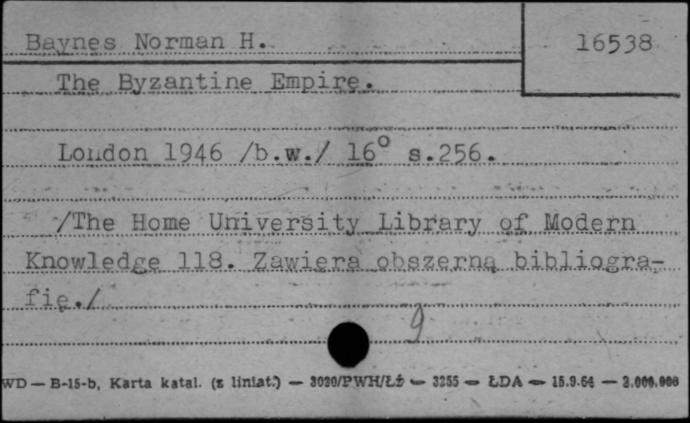 Baynes Norman H.
16538
The Byzantine Empire.
London 1946 /b.w./ 16° s.256.
/The Home University Library of Modern
Knowledge 118. Zawiera obszerną bibliogra-
fię./
9
WD — B-15-b, Karta katal. (z liniat.) — 3020/PWH/Łż — 3255 — ŁDA — 15.9.64 — 2.000.000